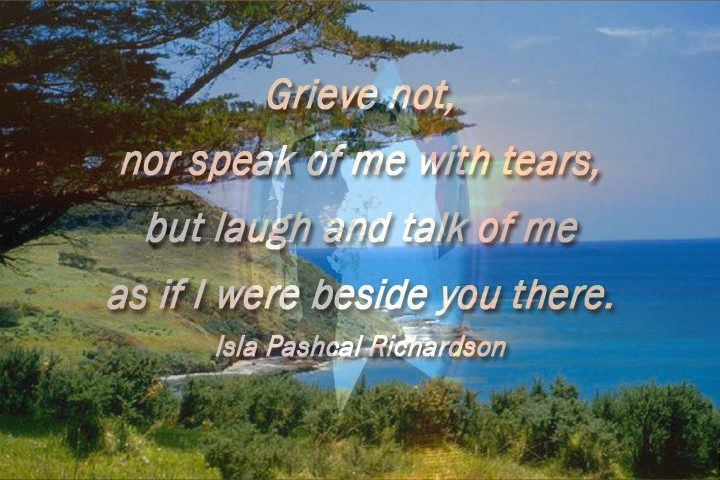 Grieve not,
nor speak of me with tears,
but laugh and talk of me
as if I were beside you there.
Isla Pashcal Richardson